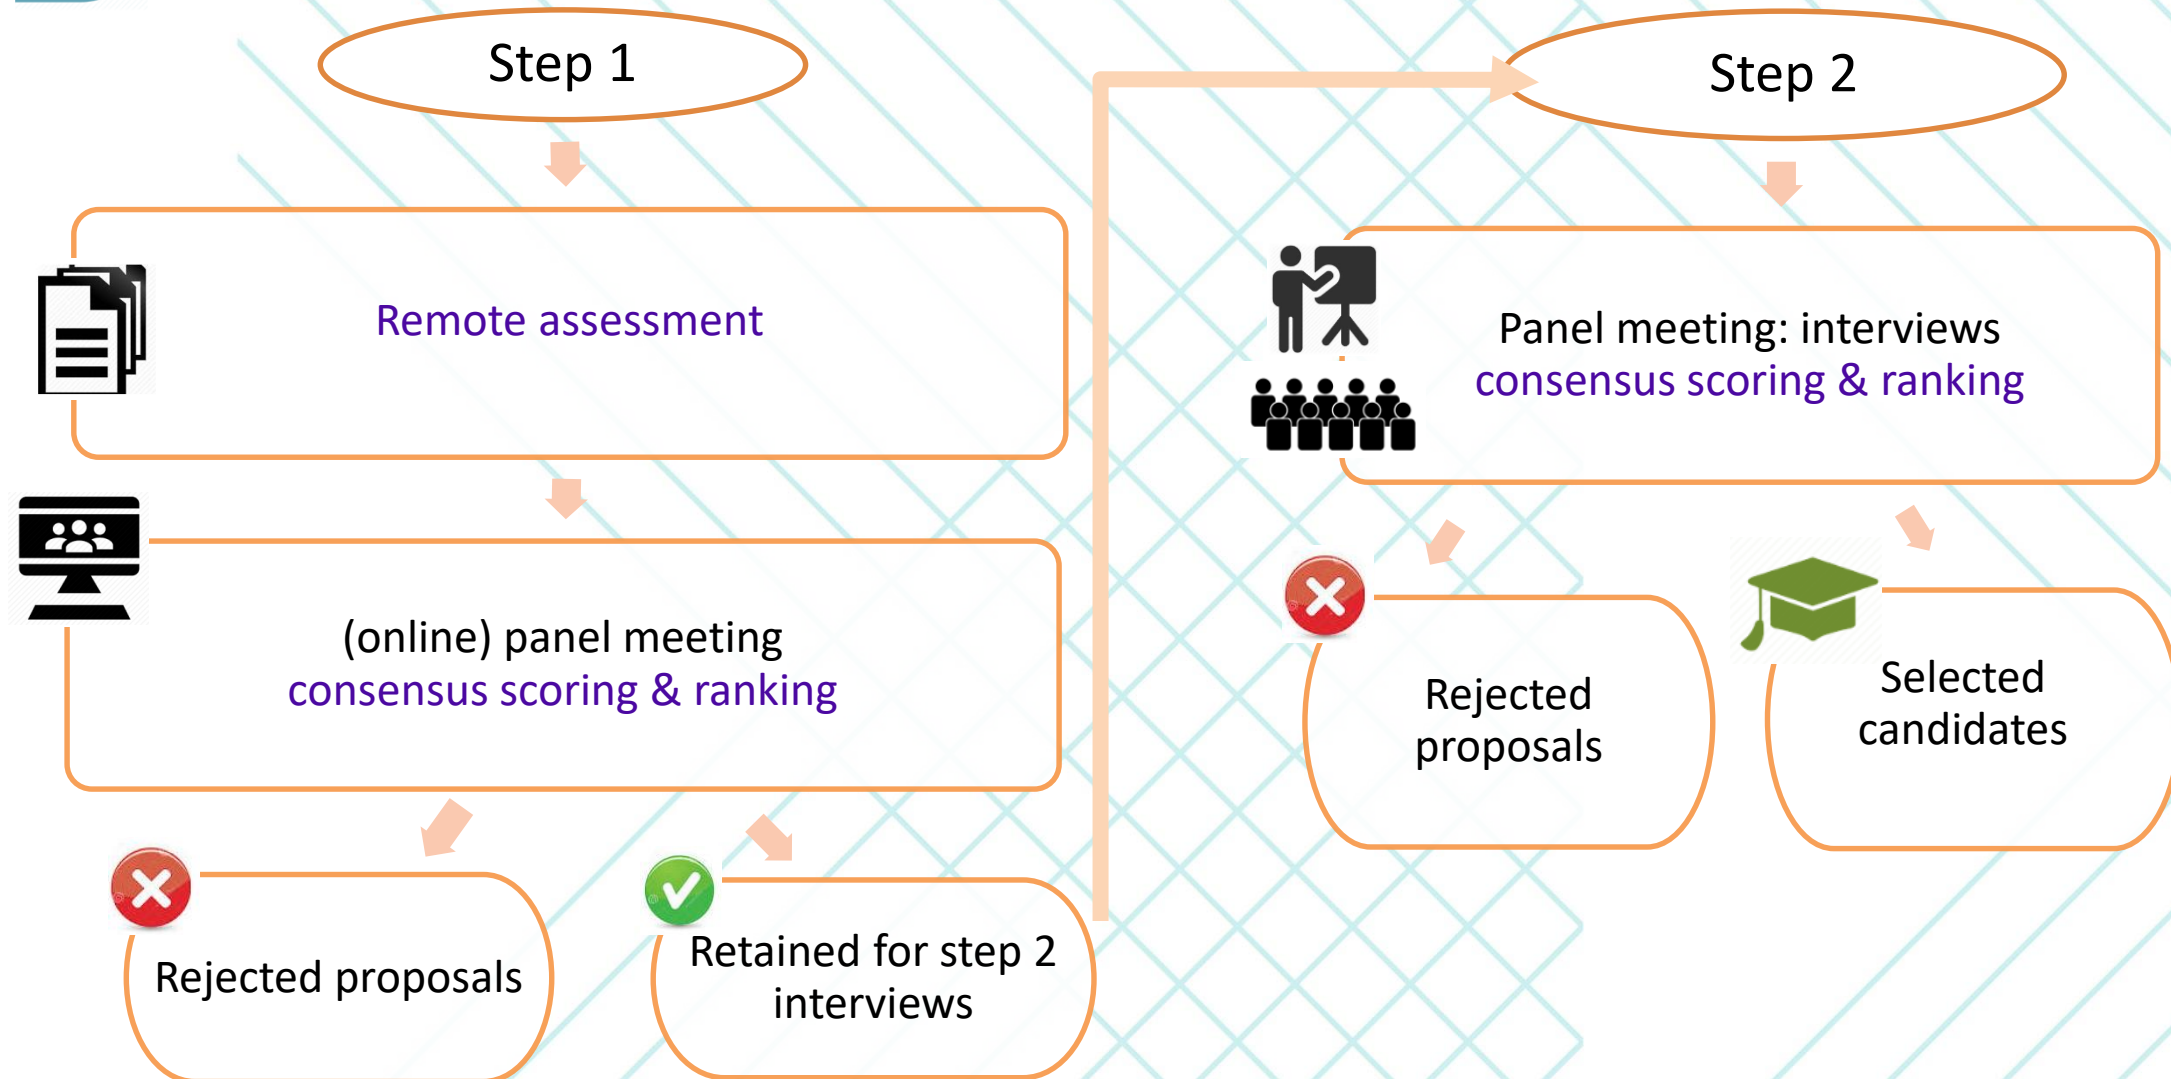 Step 1
Remote assessment
(online) panel meeting
consensus scoring & ranking
Rejected proposals
Retained for step 2
interviews
Step 2
Panel meeting: interviews
consensus scoring & ranking
Rejected
proposals
Selected
candidates